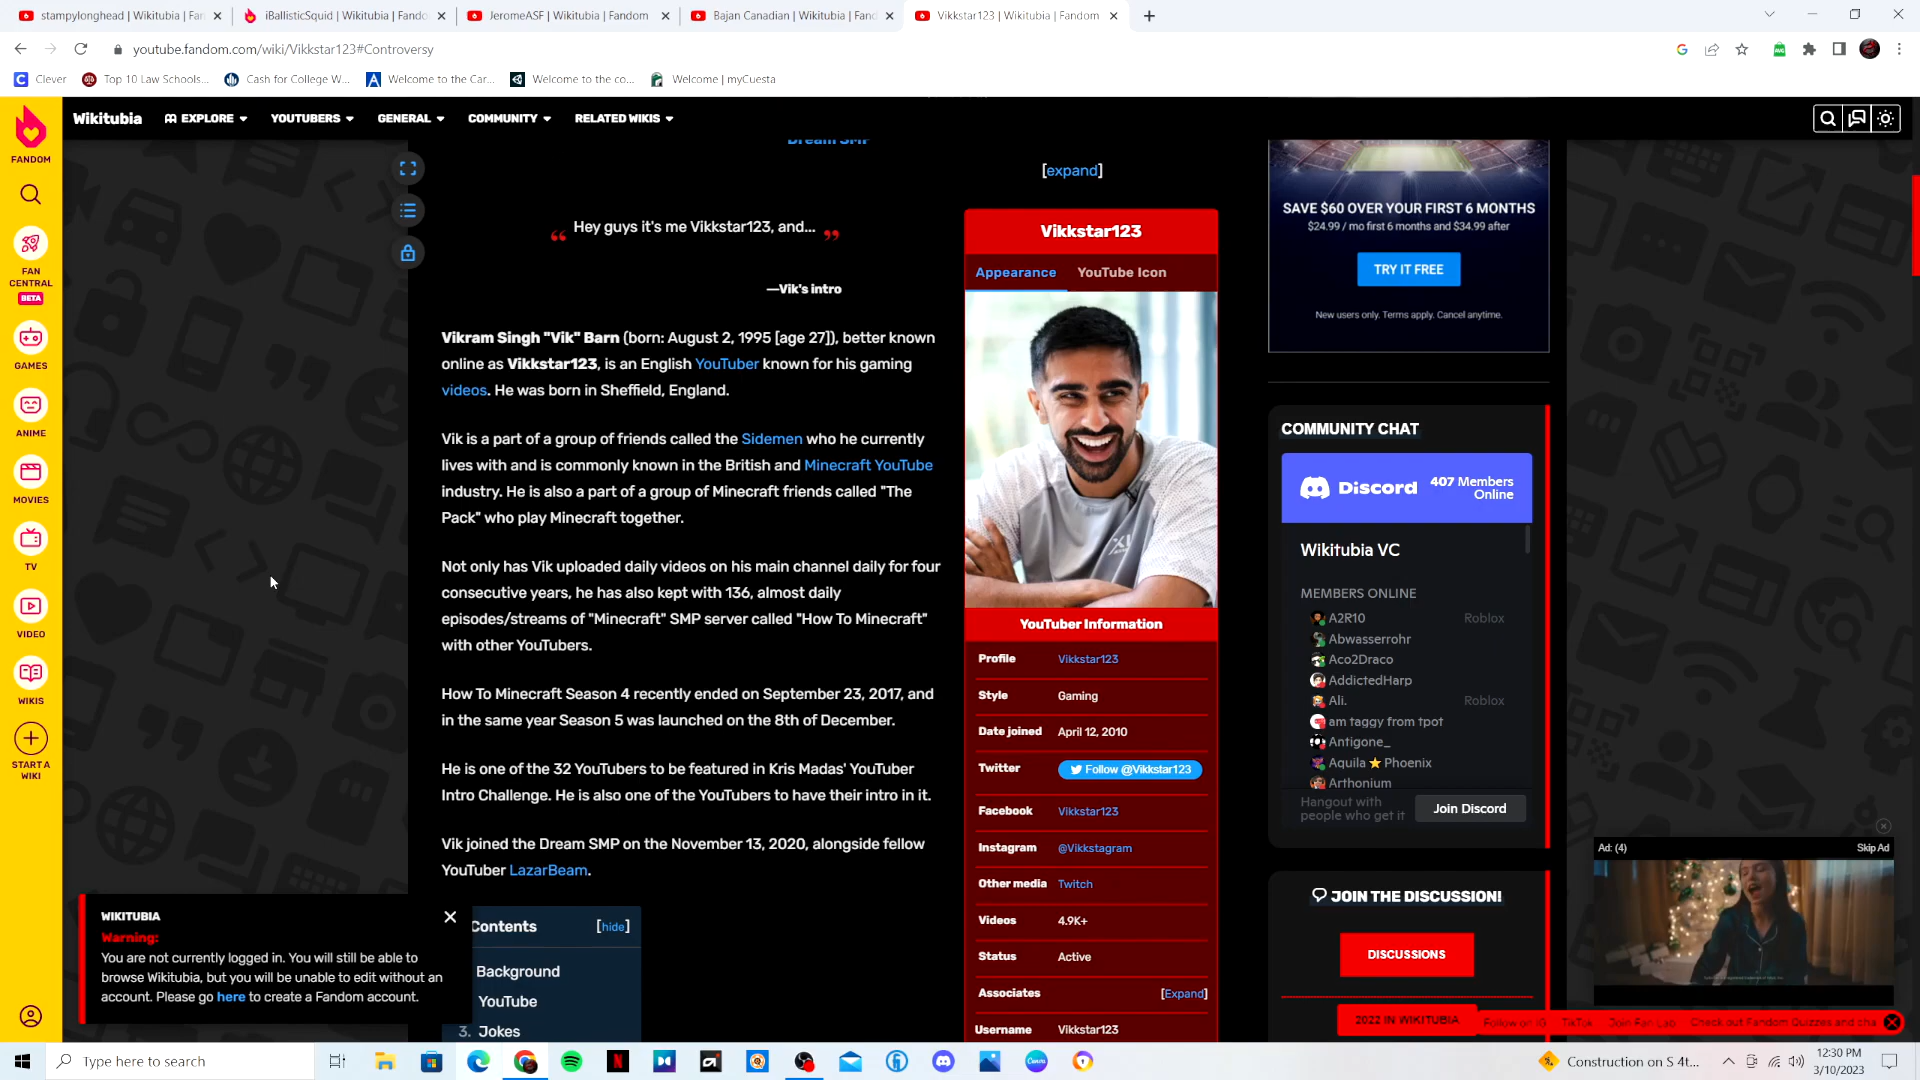 stampylonghead | Wikitubia | Fan
iBallisticSquid | Wikitubia | Fando
JeromeASF | Wikitubia | Fandom
Bajan Canadian | Wikitubia | Fand
Vikkstar123 | Wikitubia | Fandom
youtube.fandom.com/wiki/Vikkstar123#Controversy
Clever
Top 10 Law Schools...
Cash for College W...
Welcome to the Car...
Welcome to the co...
Welcome | myCuesta
FANDOM
FAN CENTRAL
BETA
GAMES
ANIME
MOVIES
TV
VIDEO
WIKIS
START A WIKI
Wikitubia
EXPLORE
YOUTUBERS
GENERAL
COMMUNITY
RELATED WIKIS
Dream SMP
[expand]
“ Hey guys it's me Vikkstar123, and... ”
—Vik's intro
Vikram Singh "Vik" Barn (born: August 2, 1995 [age 27]), better known
online as Vikkstar123, is an English YouTuber known for his gaming
videos. He was born in Sheffield, England.
Vik is a part of a group of friends called the Sidemen who he currently
lives with and is commonly known in the British and Minecraft YouTube
industry. He is also a part of a group of Minecraft friends called "The
Pack" who play Minecraft together.
Not only has Vik uploaded daily videos on his main channel daily for four
consecutive years, he has also kept with 136, almost daily
episodes/streams of "Minecraft" SMP server called "How To Minecraft"
with other YouTubers.
How To Minecraft Season 4 recently ended on September 23, 2017, and
in the same year Season 5 was launched on the 8th of December.
He is one of the 32 YouTubers to be featured in Kris Madas' YouTuber
Intro Challenge. He is also one of the YouTubers to have their intro in it.
Vik joined the Dream SMP on the November 13, 2020, alongside fellow
YouTuber LazarBeam.
Contents [hide]
Background
YouTube
3. Jokes
WIKITUBIA
Warning:
You are not currently logged in. You will still be able to
browse Wikitubia, but you will be unable to edit without an
account. Please go here to create a Fandom account.
Vikkstar123
Appearance YouTube Icon
YouTuber Information
Profile Vikkstar123
Style Gaming
Date joined April 12, 2010
Twitter Follow @Vikkstar123
Facebook Vikkstar123
Instagram @Vikkstagram
Other media Twitch
Videos 4.9K+
Status Active
Associates [Expand]
Username Vikkstar123
SAVE $60 OVER YOUR FIRST 6 MONTHS
$24.99 / mo first 6 months and $34.99 after
TRY IT FREE
New users only. Terms apply. Cancel anytime.
COMMUNITY CHAT
Discord 407 Members
Online
Wikitubia VC
MEMBERS ONLINE
A2R10 Roblox
Abwasserrohr
Aco2Draco
AddictedHarp
Ali. Roblox
am taggy from tpot
Antigone_
Aquila ⭐ Phoenix
Arthonium
Hangout with
people who get it
Join Discord
JOIN THE DISCUSSION!
DISCUSSIONS
Ad: (4) Skip Ad
2022 IN WIKITUBIA
Follow on IG TikTok Join Fan Lab Check out Fandom Quizzes and cha
Type here to search
Construction on S 4t...
12:30 PM
3/10/2023